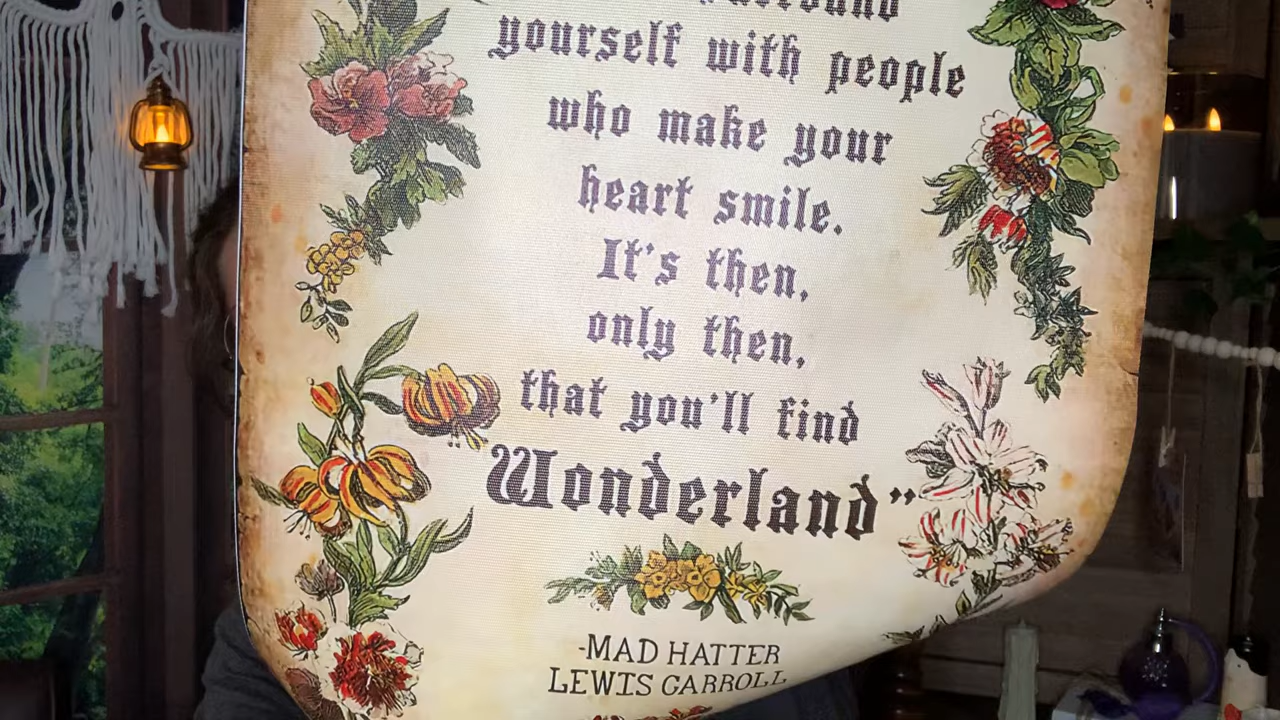 surround
yourself with people
who make your
heart smile.
It's then,
only then,
that you'll find
Wonderland”
-MAD HATTER
LEWIS CARROLL